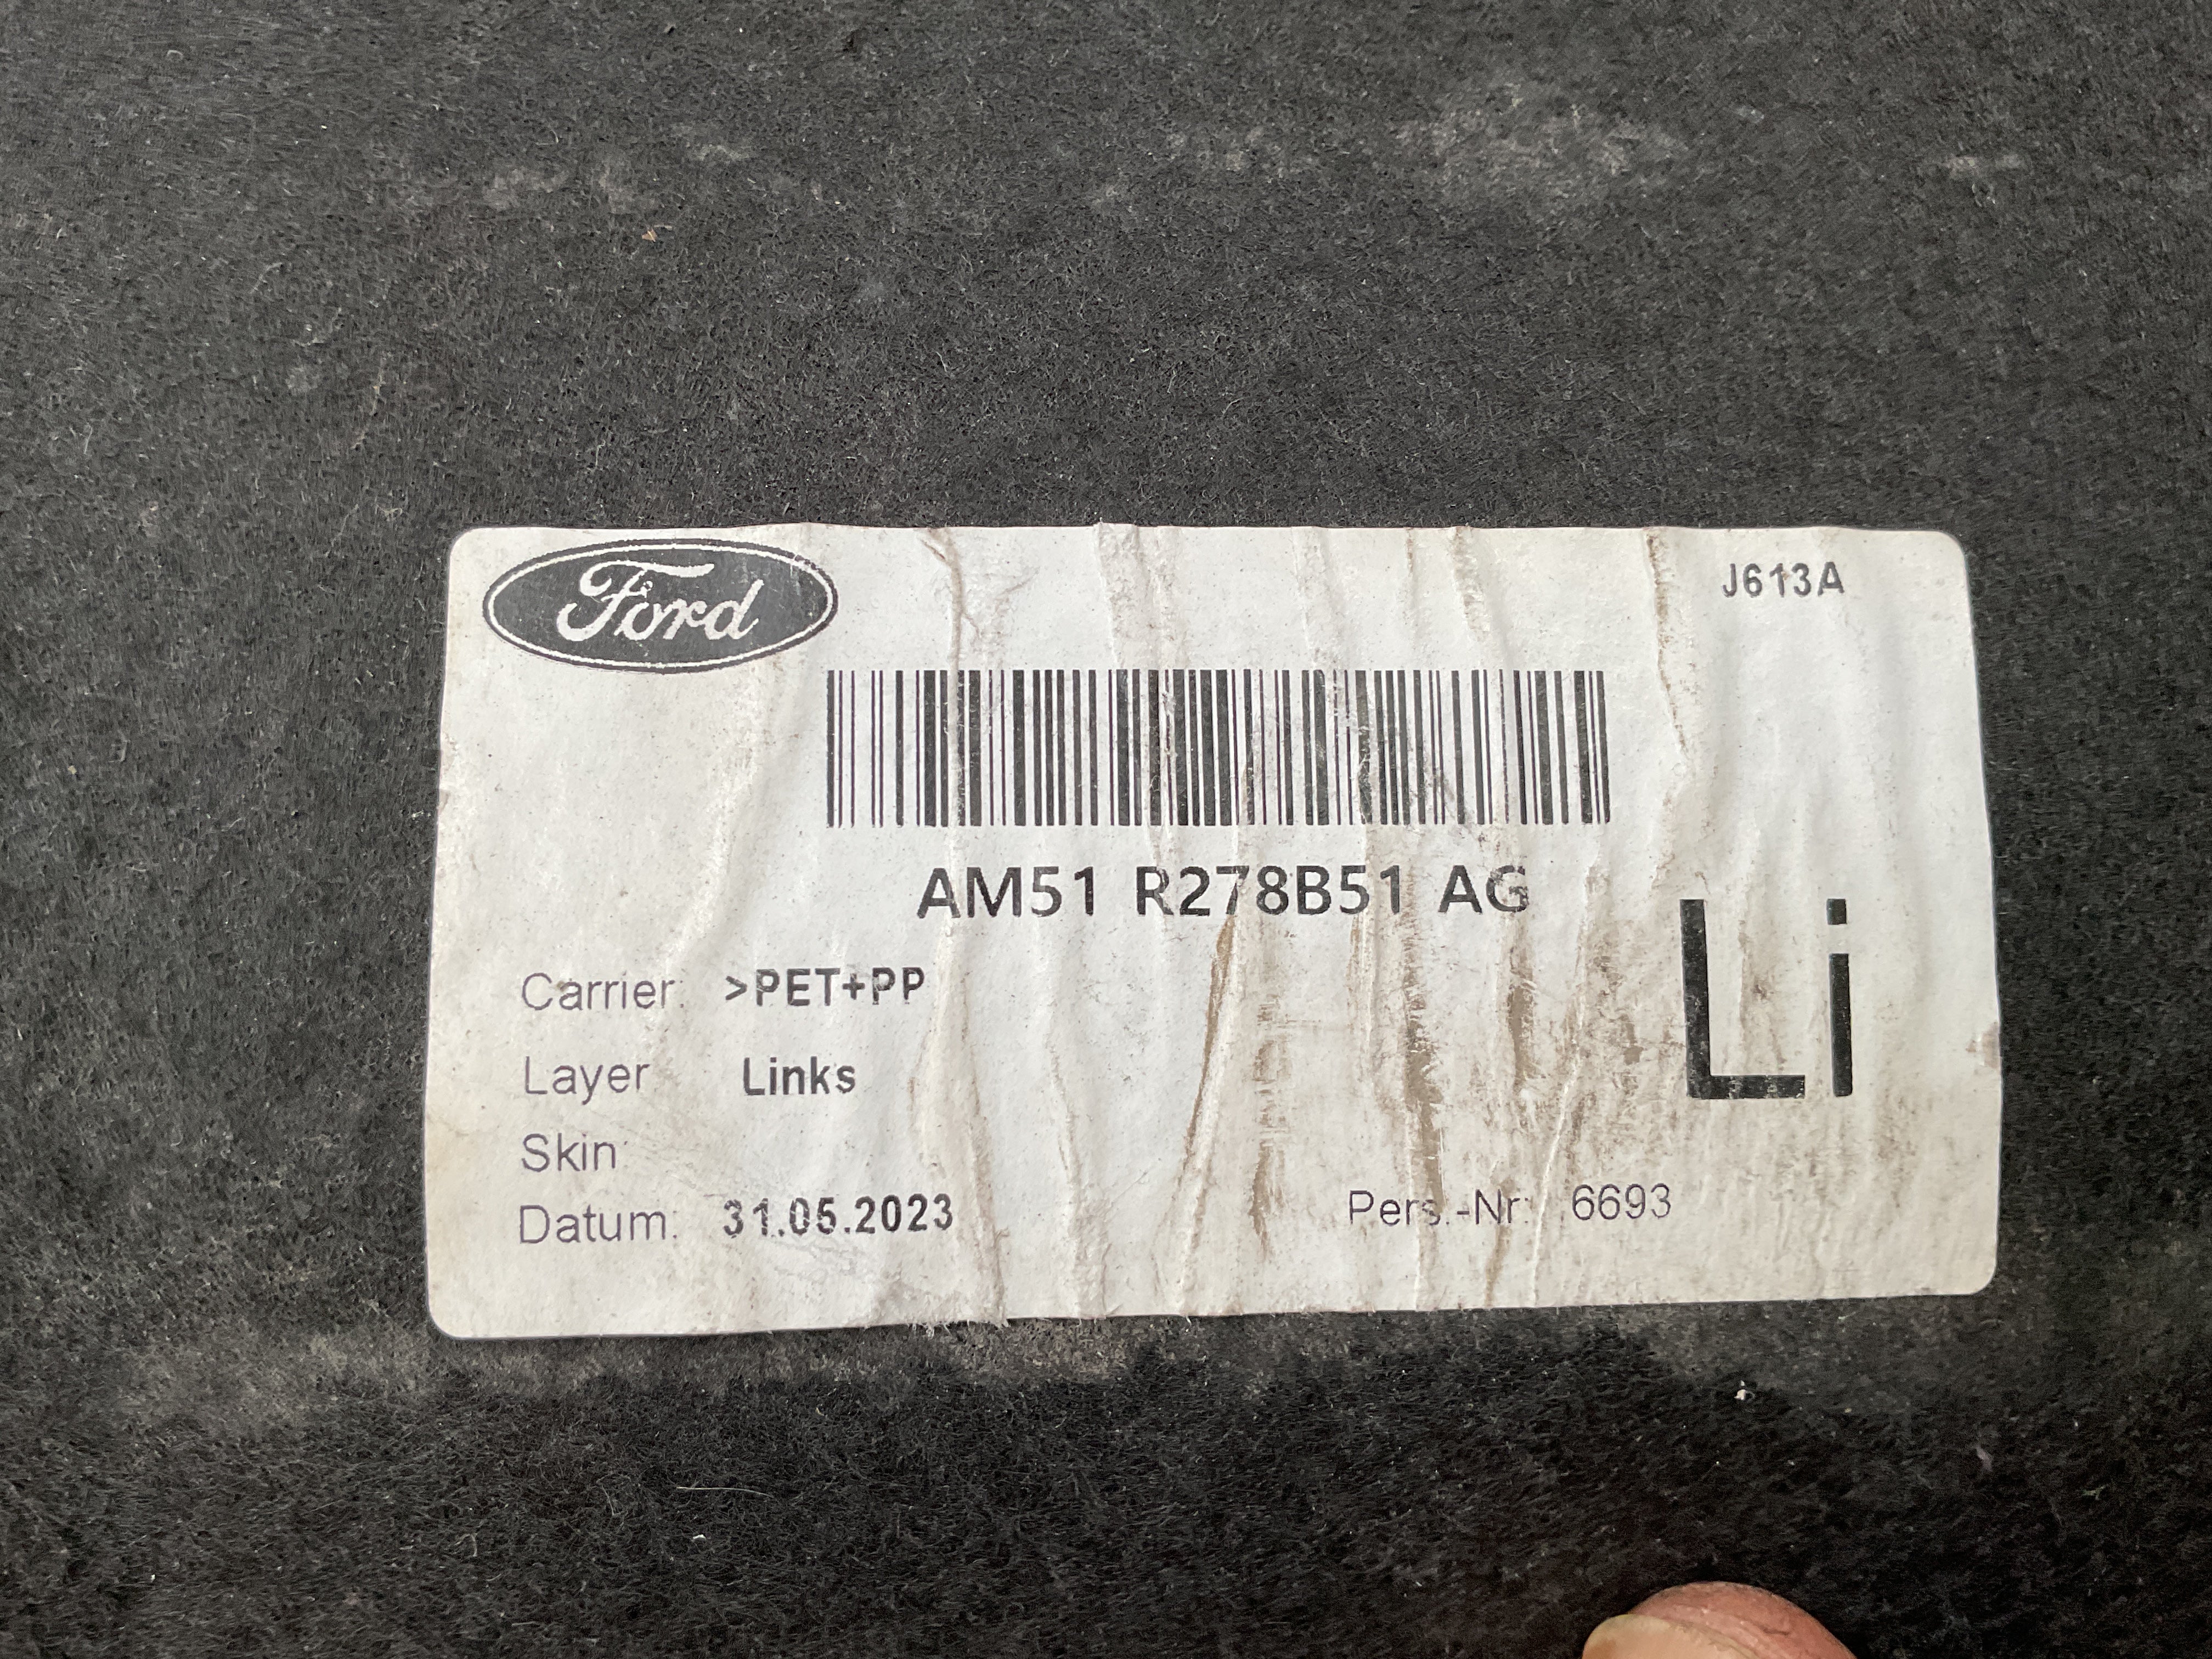 Ford
J613A
AM51 R278B51 AG
Li
Carrier: >PET+PP
Layer Links
Skin
Datum: 31.05.2023
Pers.-Nr: 6693